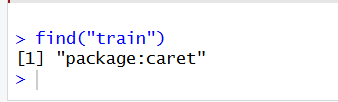 > find("train")
[1] "package:caret"
>